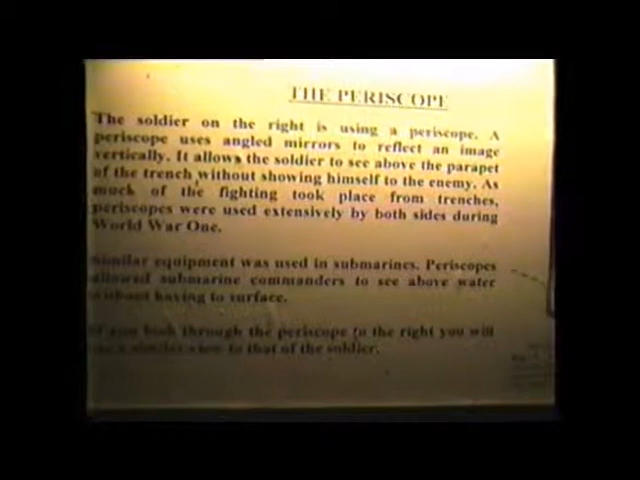 THE PERISCOPE
The soldier on the right is using a periscope. A
periscope uses angled mirrors to reflect an image
vertically. It allows the soldier to see above the parapet
of the trench without showing himself to the enemy. As
much of the fighting took place from trenches,
periscopes were used extensively by both sides during
World War One.
Similar equipment was used in submarines. Periscopes
allowed submarine commanders to see above water
without having to surface.
If you look through the periscope to the right you will
a similar view to that of the soldier.